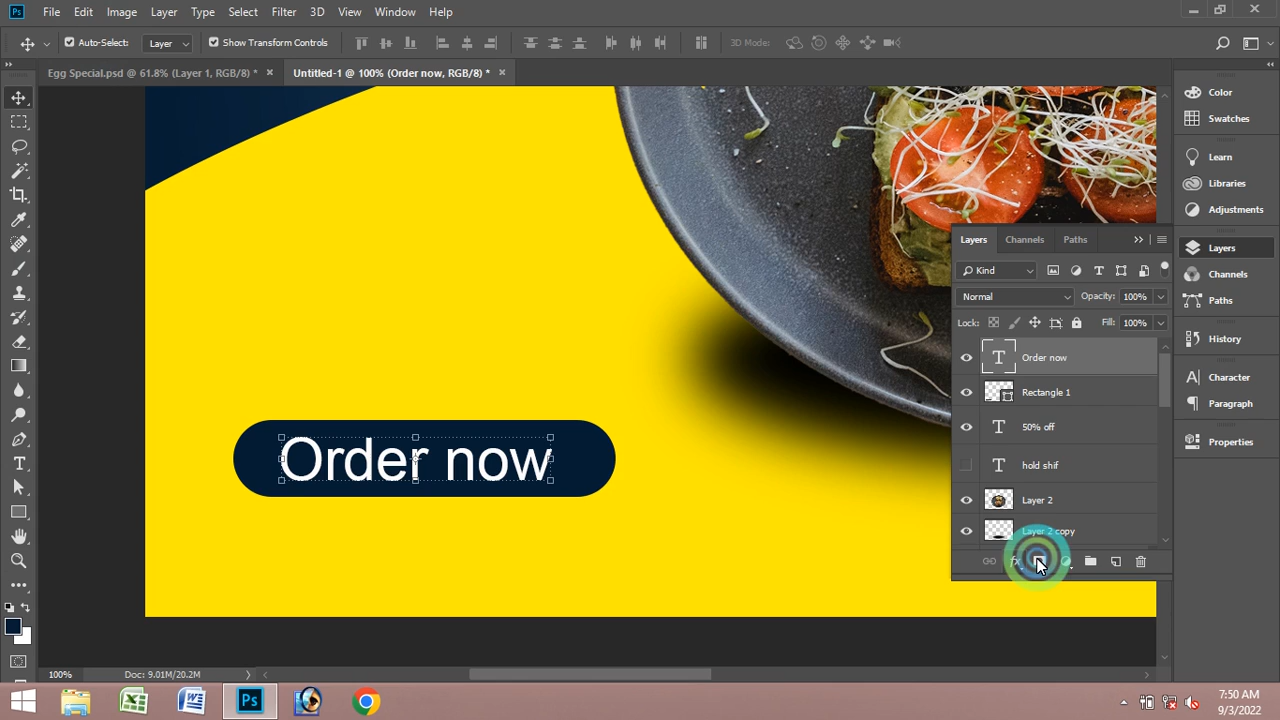 Ps File Edit Image Layer Type Select Filter 3D View Window Help
Auto-Select: Layer Show Transform Controls 3D Mode:
Egg Special.psd @ 61.8% (Layer 1, RGB/8) * × Untitled-1 @ 100% (Order now, RGB/8) * ×
Color
Swatches
Learn
Libraries
Adjustments
Layers
Channels
Paths
History
Character
Paragraph
Properties
Layers Channels Paths
Kind
Normal Opacity: 100%
Lock: Fill: 100%
T Order now
Rectangle 1
T 50% off
T hold shif
Layer 2
Layer 2 copy
fx
Order now
100% Doc: 9.01M/20.2M
Ps
7:50 AM
9/3/2022